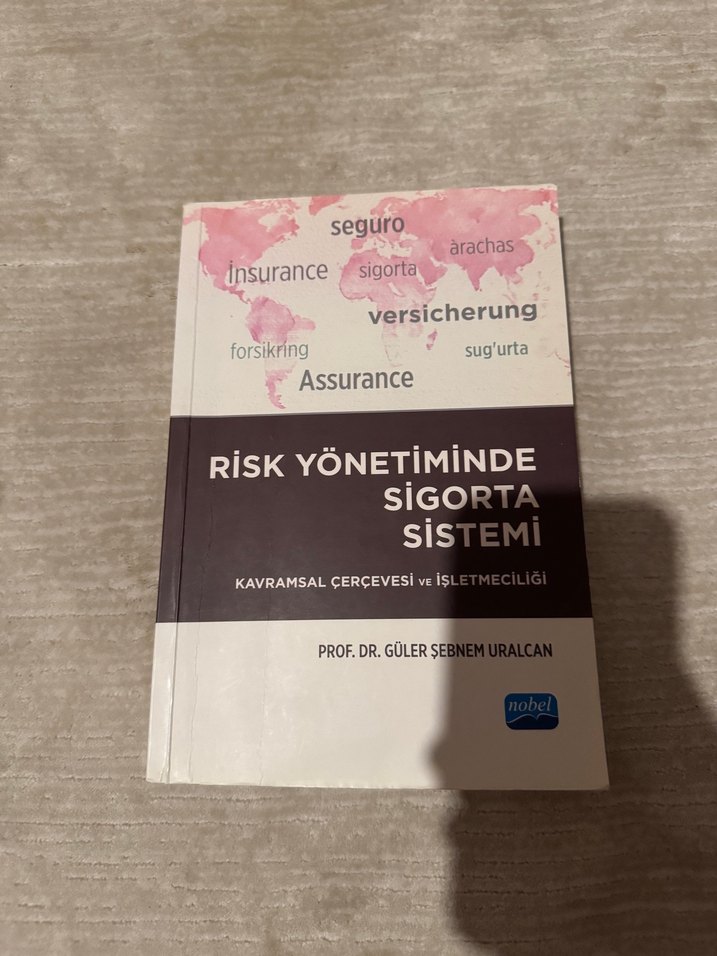 seguro
àrachas
İnsurance
sigorta
versicherung
forsikring
sug'urta
Assurance
RİSK YÖNETİMİNDE
SİGORTA
SİSTEMİ
KAVRAMSAL ÇERÇEVESİ VE İŞLETMECİLİĞİ
PROF. DR. GÜLER ŞEBNEM URALCAN
nobel